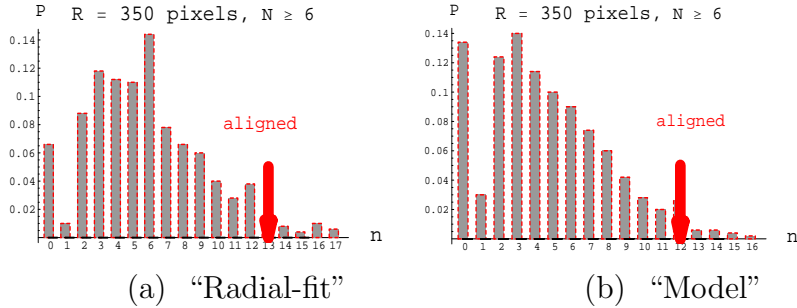 P R = 350 pixels, N ≥ 6
0.14
0.12
0.1
0.08
0.06
0.04
0.02
aligned
0 1 2 3 4 5 6 7 8 9 10 11 12 13 14 15 16 17 n
(a) “Radial-fit”
P R = 350 pixels, N ≥ 6
0.14
0.12
0.1
0.08
0.06
0.04
0.02
aligned
0 1 2 3 4 5 6 7 8 9 10 11 12 13 14 15 16 n
(b) “Model”